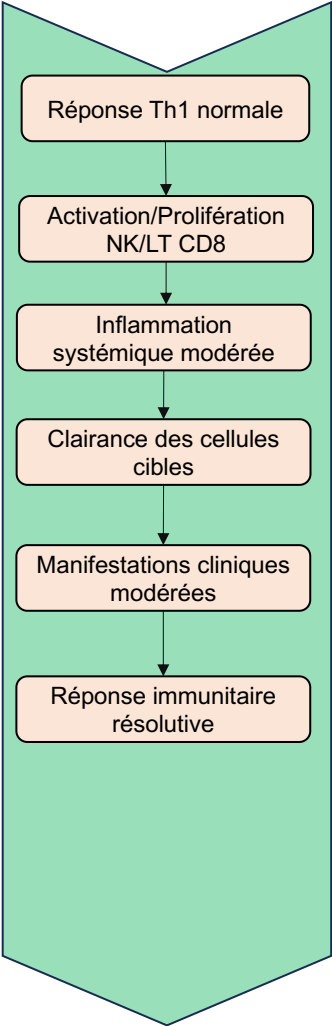 Réponse Th1 normale
Activation/Prolifération
NK/LT CD8
Inflammation
systémique modérée
Clairance des cellules
cibles
Manifestations cliniques
modérées
Réponse immunitaire
résolutive